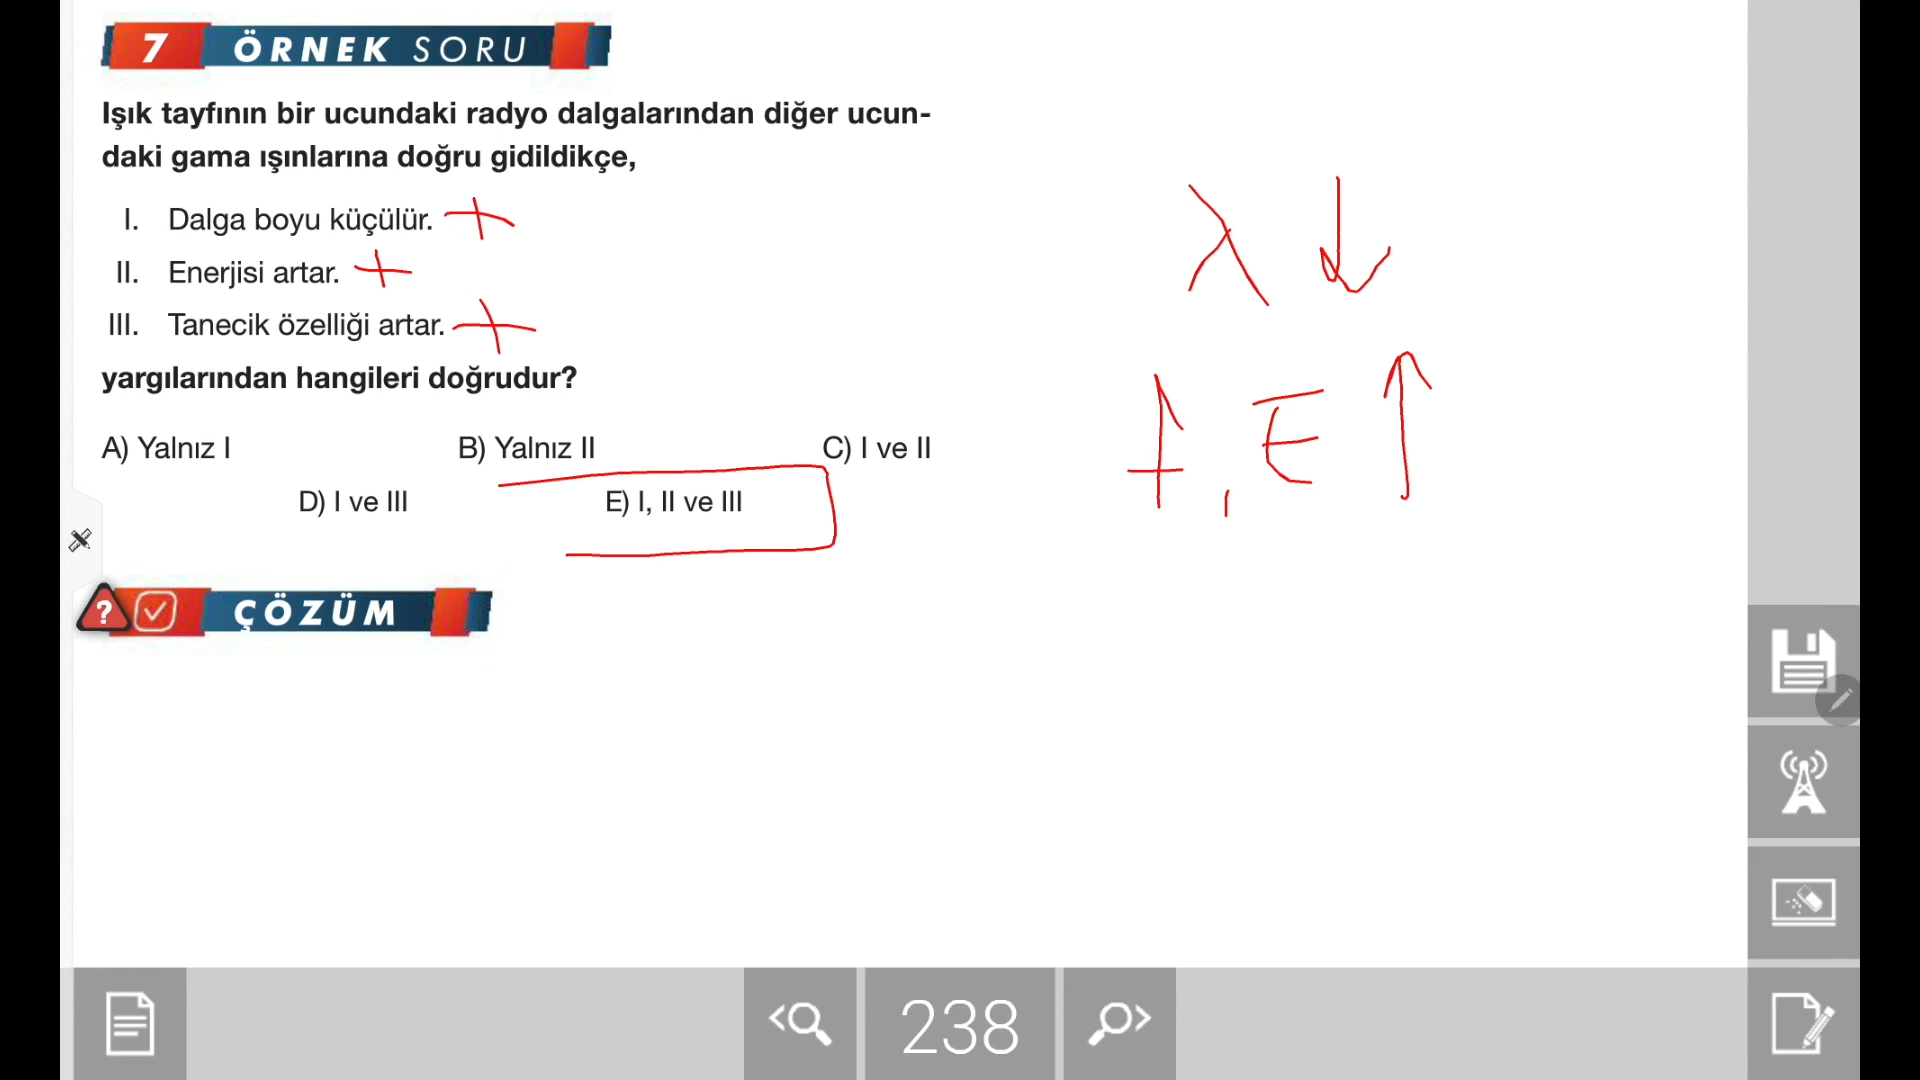 7 ÖRNEK SORU
Işık tayfının bir ucundaki radyo dalgalarından diğer ucun-
daki gama ışınlarına doğru gidildikçe,
I. Dalga boyu küçülür. +
II. Enerjisi artar. +
III. Tanecik özelliği artar. +
yargılarından hangileri doğrudur?
A) Yalnız I B) Yalnız II C) I ve II
D) I ve III E) I, II ve III
? ÇÖZÜM
λ ↓
f, E ↑
238